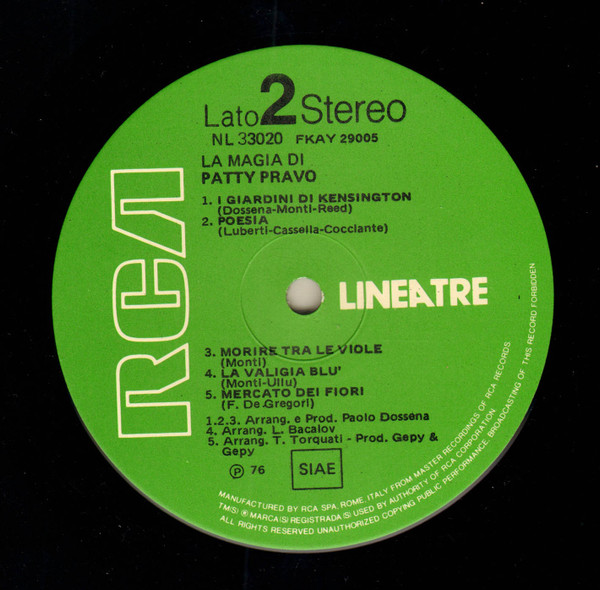 Lato 2 Stereo
NL 33020 FKAY 29005
LA MAGIA DI
PATTY PRAVO
1. I GIARDINI DI KENSINGTON
(Dossena-Monti-Reed)
2. POESIA
(Luberti-Cassella-Cocciante)
RCA
LINEATRE
3. MORIRE TRA LE VIOLE
(Monti)
4. LA VALIGIA BLU'
(Monti-Ullu)
5. MERCATO DEI FIORI
(F. De Gregori)
1.2.3. Arrang. e Prod. Paolo Dossena
4. Arrang. L. Bacalov
5. Arrang. T. Torquati - Prod. Gepy &
Gepy
Ⓟ 76 SIAE
MANUFACTURED BY RCA SPA, ROME, ITALY FROM MASTER RECORDINGS OF RCA RECORDS
TM(S) ® MARCA(S) REGISTRADA(S) USED BY AUTHORITY OF RCA CORPORATION
ALL RIGHTS RESERVED UNAUTHORIZED COPYING PUBLIC PERFORMANCE, BROADCASTING OF THIS RECORD FORBIDDEN